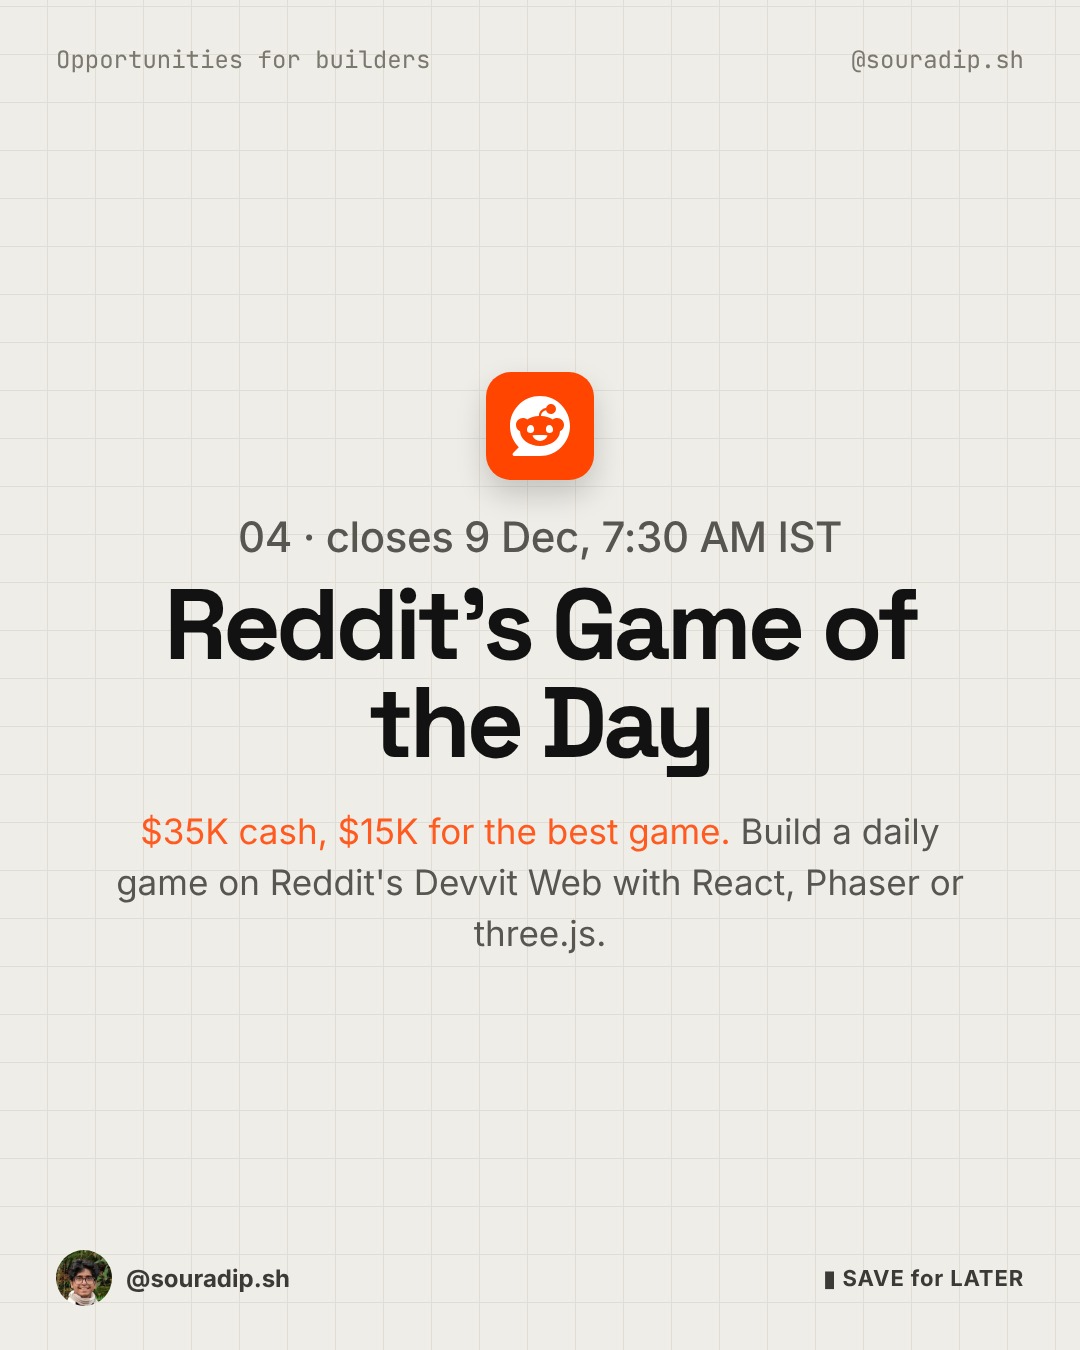 Opportunities for builders
@souradip.sh
04 · closes 9 Dec, 7:30 AM IST
Reddit’s Game of
the Day
$35K cash, $15K for the best game. Build a daily
game on Reddit's Devvit Web with React, Phaser or
three.js.
@souradip.sh
SAVE for LATER